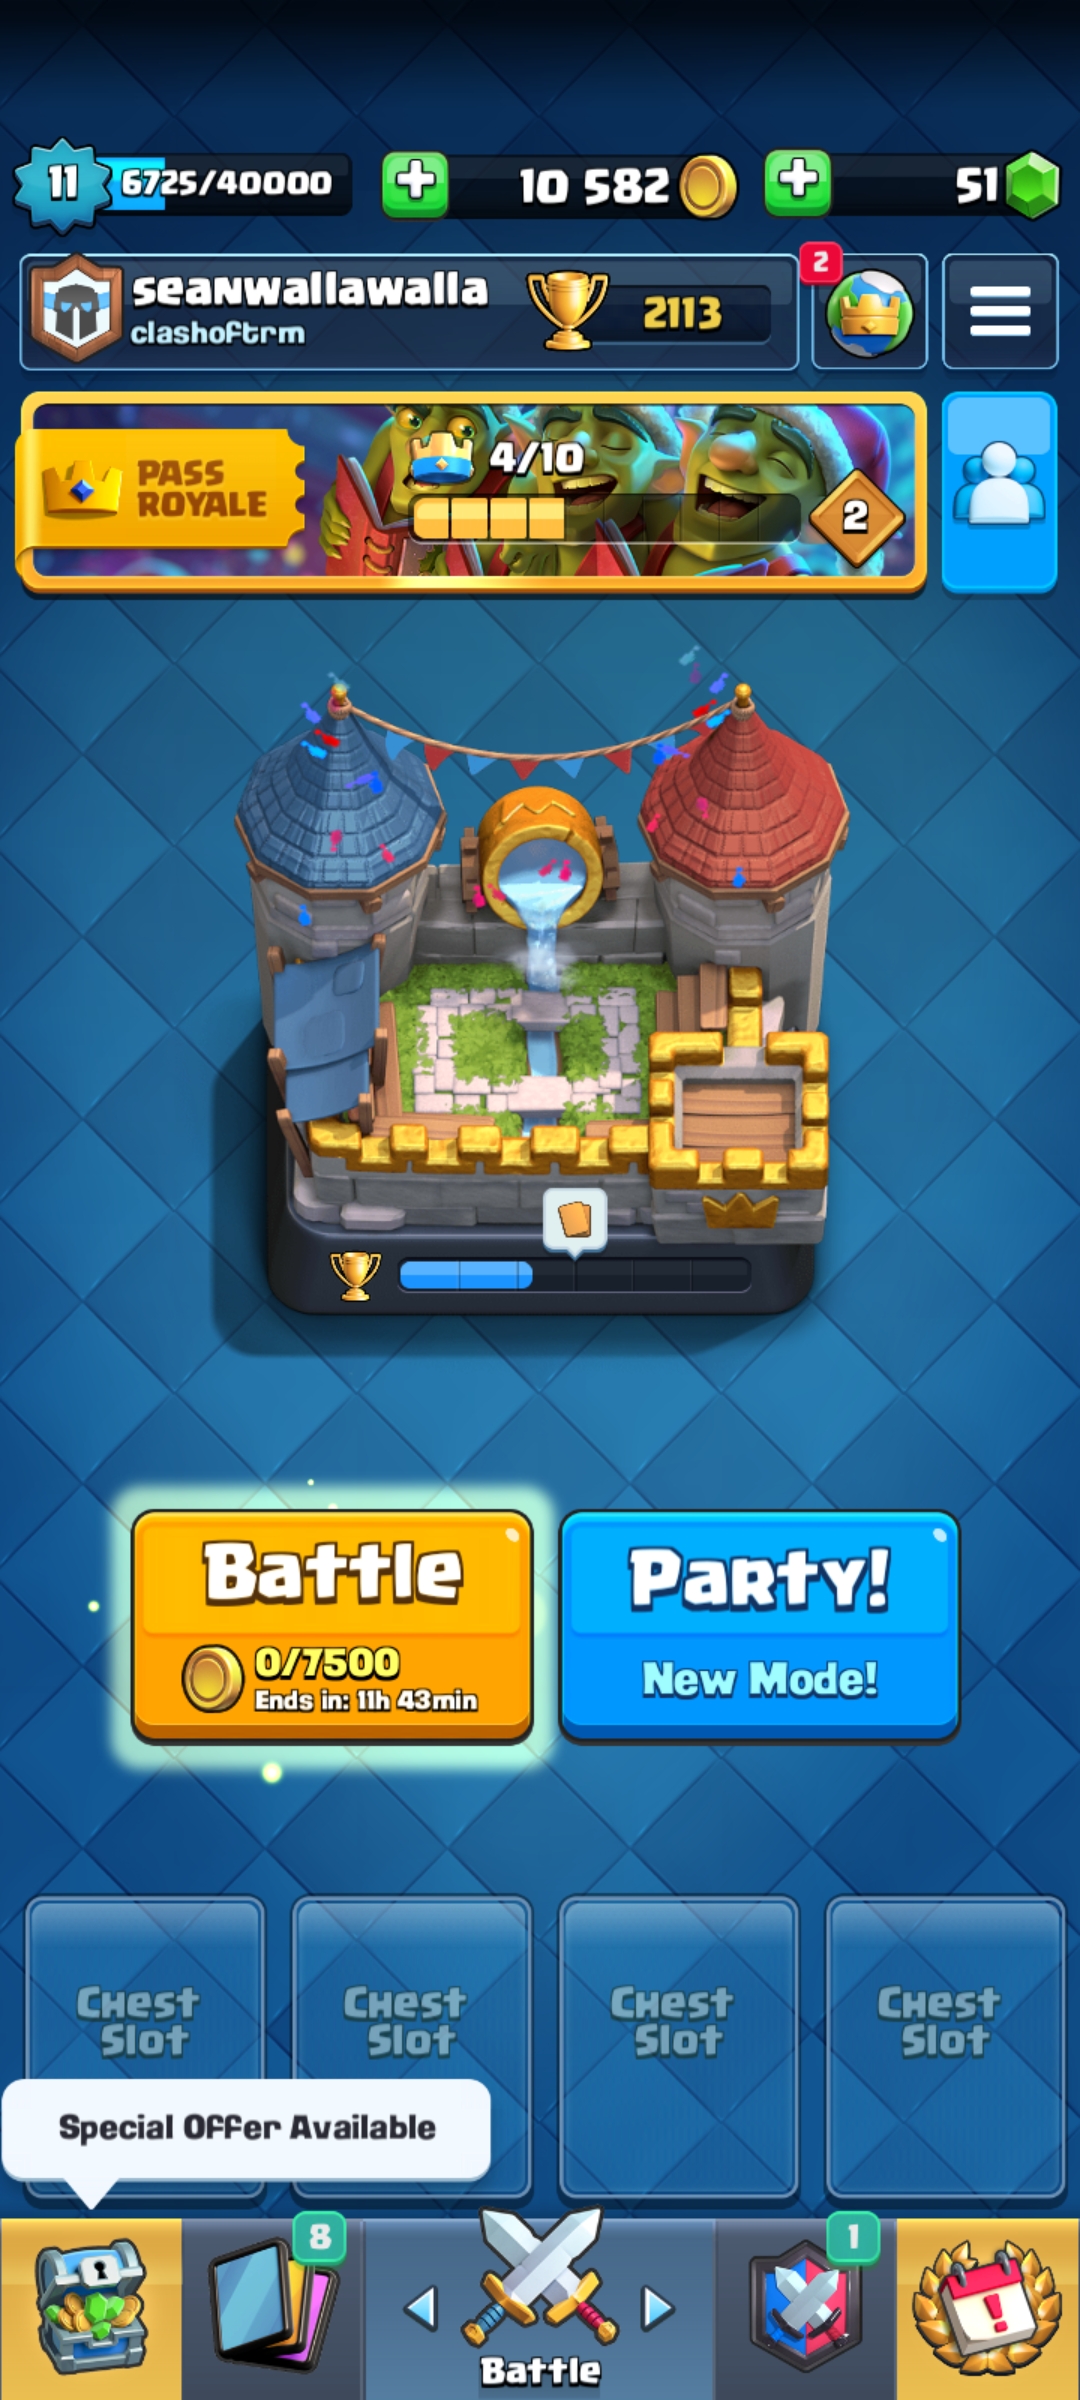 11
6725/40000
10 582
51
seanwallawalla
clashoftrm
2113
2
PASS
ROYALE
4/10
2
Battle
0/7500
Ends in: 11h 43min
Party!
New Mode!
Chest
Slot
Chest
Slot
Chest
Slot
Chest
Slot
Special Offer Available
8
1
Battle